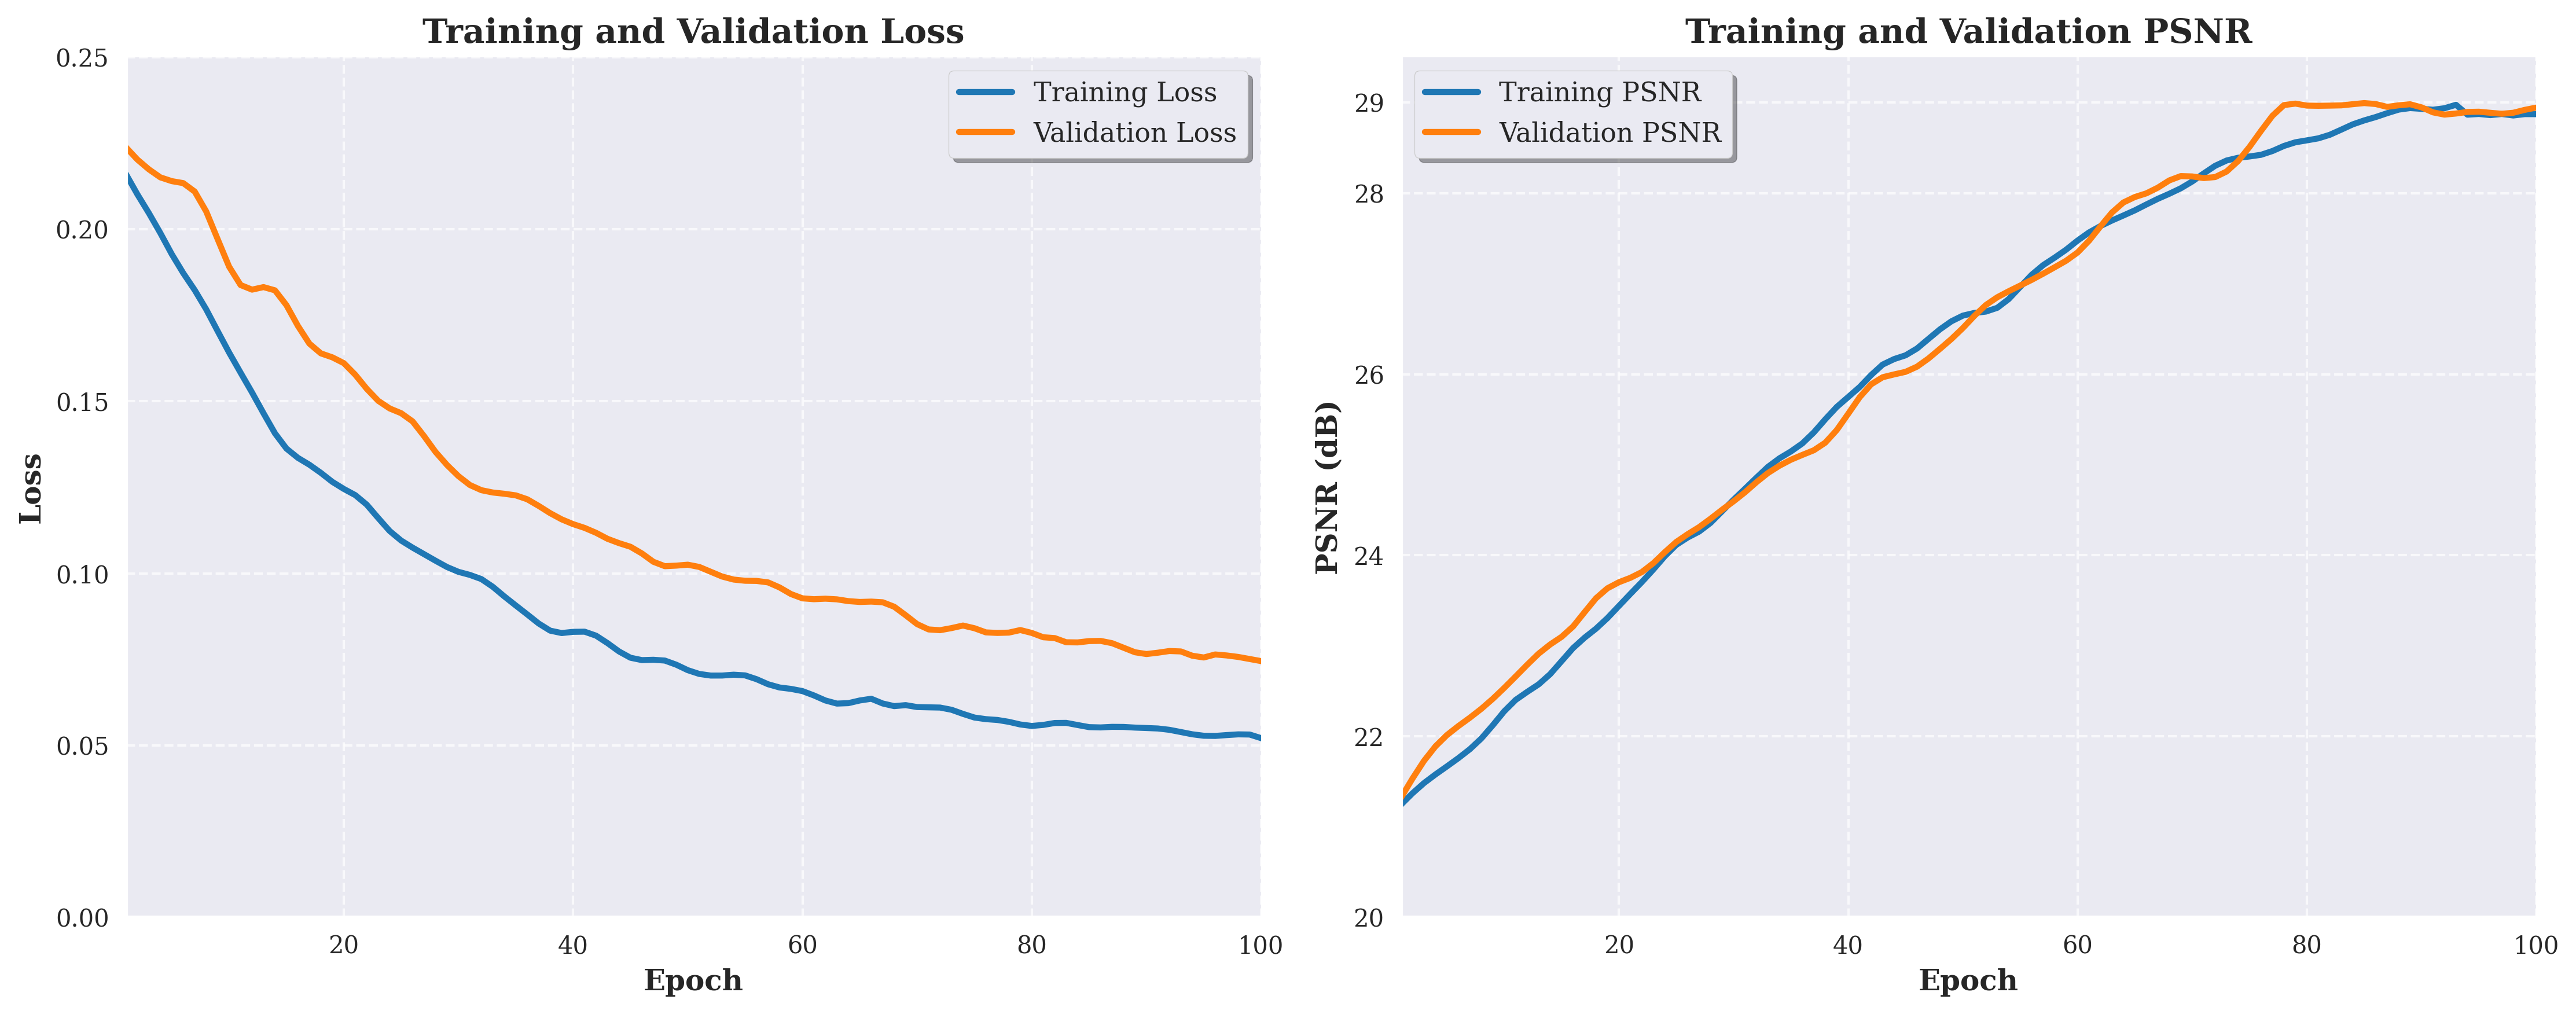 Training and Validation Loss
0.25
0.20
0.15
0.10
0.05
0.00
Loss
Training Loss
Validation Loss
20
40
60
80
100
Epoch
Training and Validation PSNR
29
28
26
24
22
20
PSNR (dB)
Training PSNR
Validation PSNR
20
40
60
80
100
Epoch